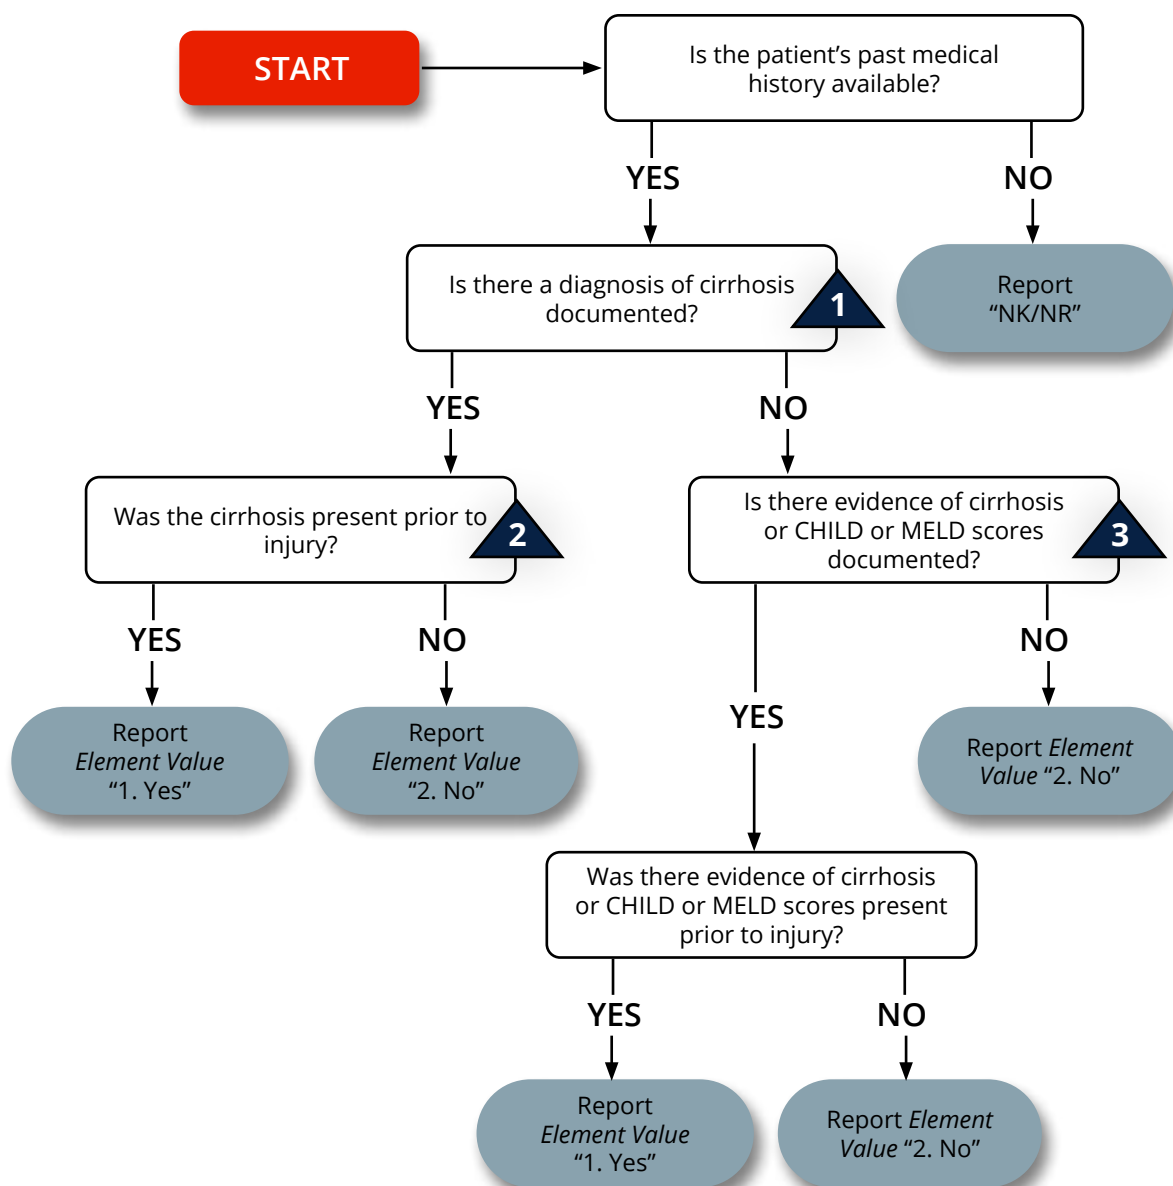 START
Is the patient’s past medical
history available?
YES
NO
Is there a diagnosis of cirrhosis
documented?
1
Report
“NK/NR”
YES
NO
Was the cirrhosis present prior to
injury?
2
Is there evidence of cirrhosis
or CHILD or MELD scores
documented?
3
YES
NO
YES
NO
Report
Element Value
“1. Yes”
Report
Element Value
“2. No”
Report Element
Value “2. No”
Was there evidence of cirrhosis
or CHILD or MELD scores present
prior to injury?
YES
NO
Report
Element Value
“1. Yes”
Report Element
Value “2. No”